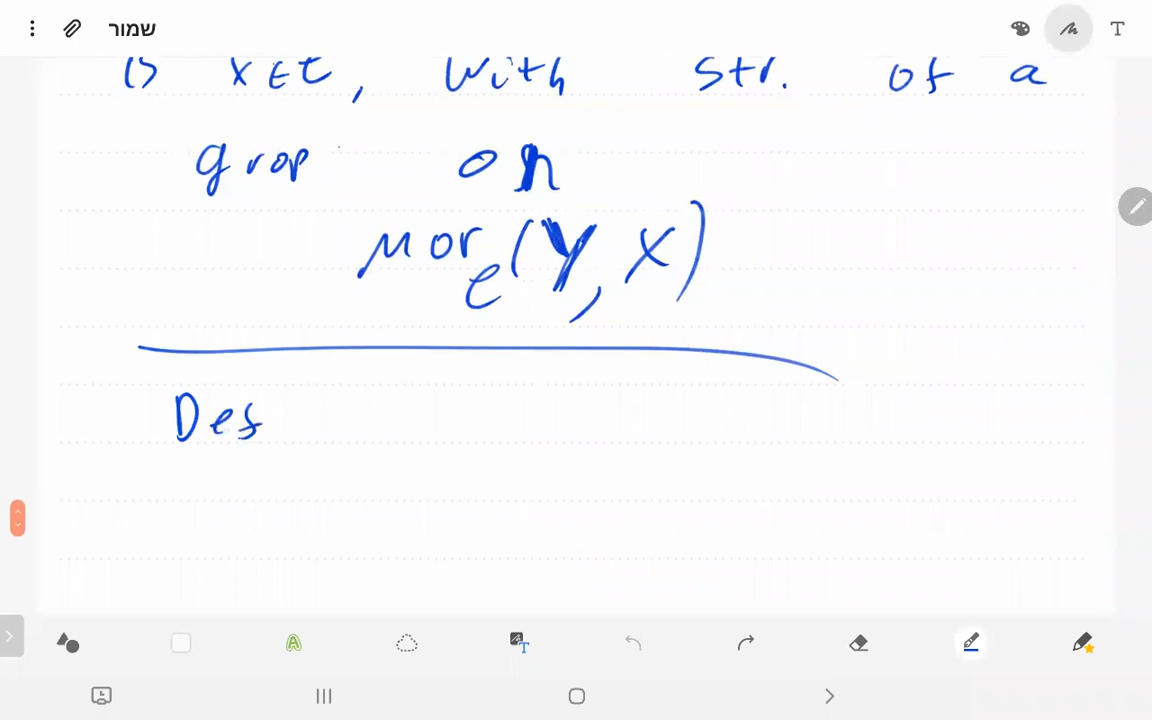 שמור
is X ∈ C, with str. of a
grop on
Mor_C(Y, X)
Def